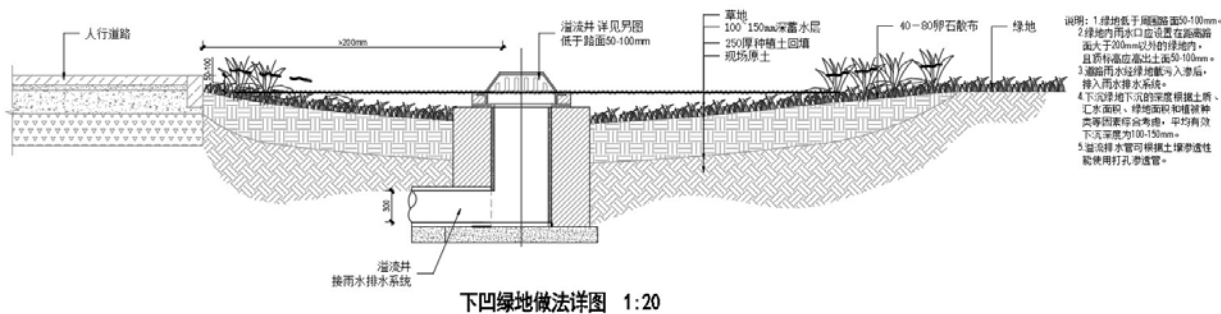 人行道路
>200mm
50-100
溢流井 详见另图
低于路面50-100mm
草地
100~150mm深蓄水层
250厚种植土回填
现场原土
40-80卵石散布
绿地
说明：1.绿地低于周围路面50-100mm。
2.绿地内雨水口应设置在距离路
面大于200mm以外的绿地内，
且顶标高应高出土面50-100mm。
3.道路雨水经绿地截污入渗后，
排入雨水排水系统。
4.下沉绿地下沉的深度根据土质、
汇水面积、绿地面积和植被种
类等因素综合考虑，平均有效
下沉深度为100-150mm。
5.溢流排水管可根据土壤渗透性
能使用打孔渗透管。
300
溢流井
接雨水排水系统
下凹绿地做法详图 1:20